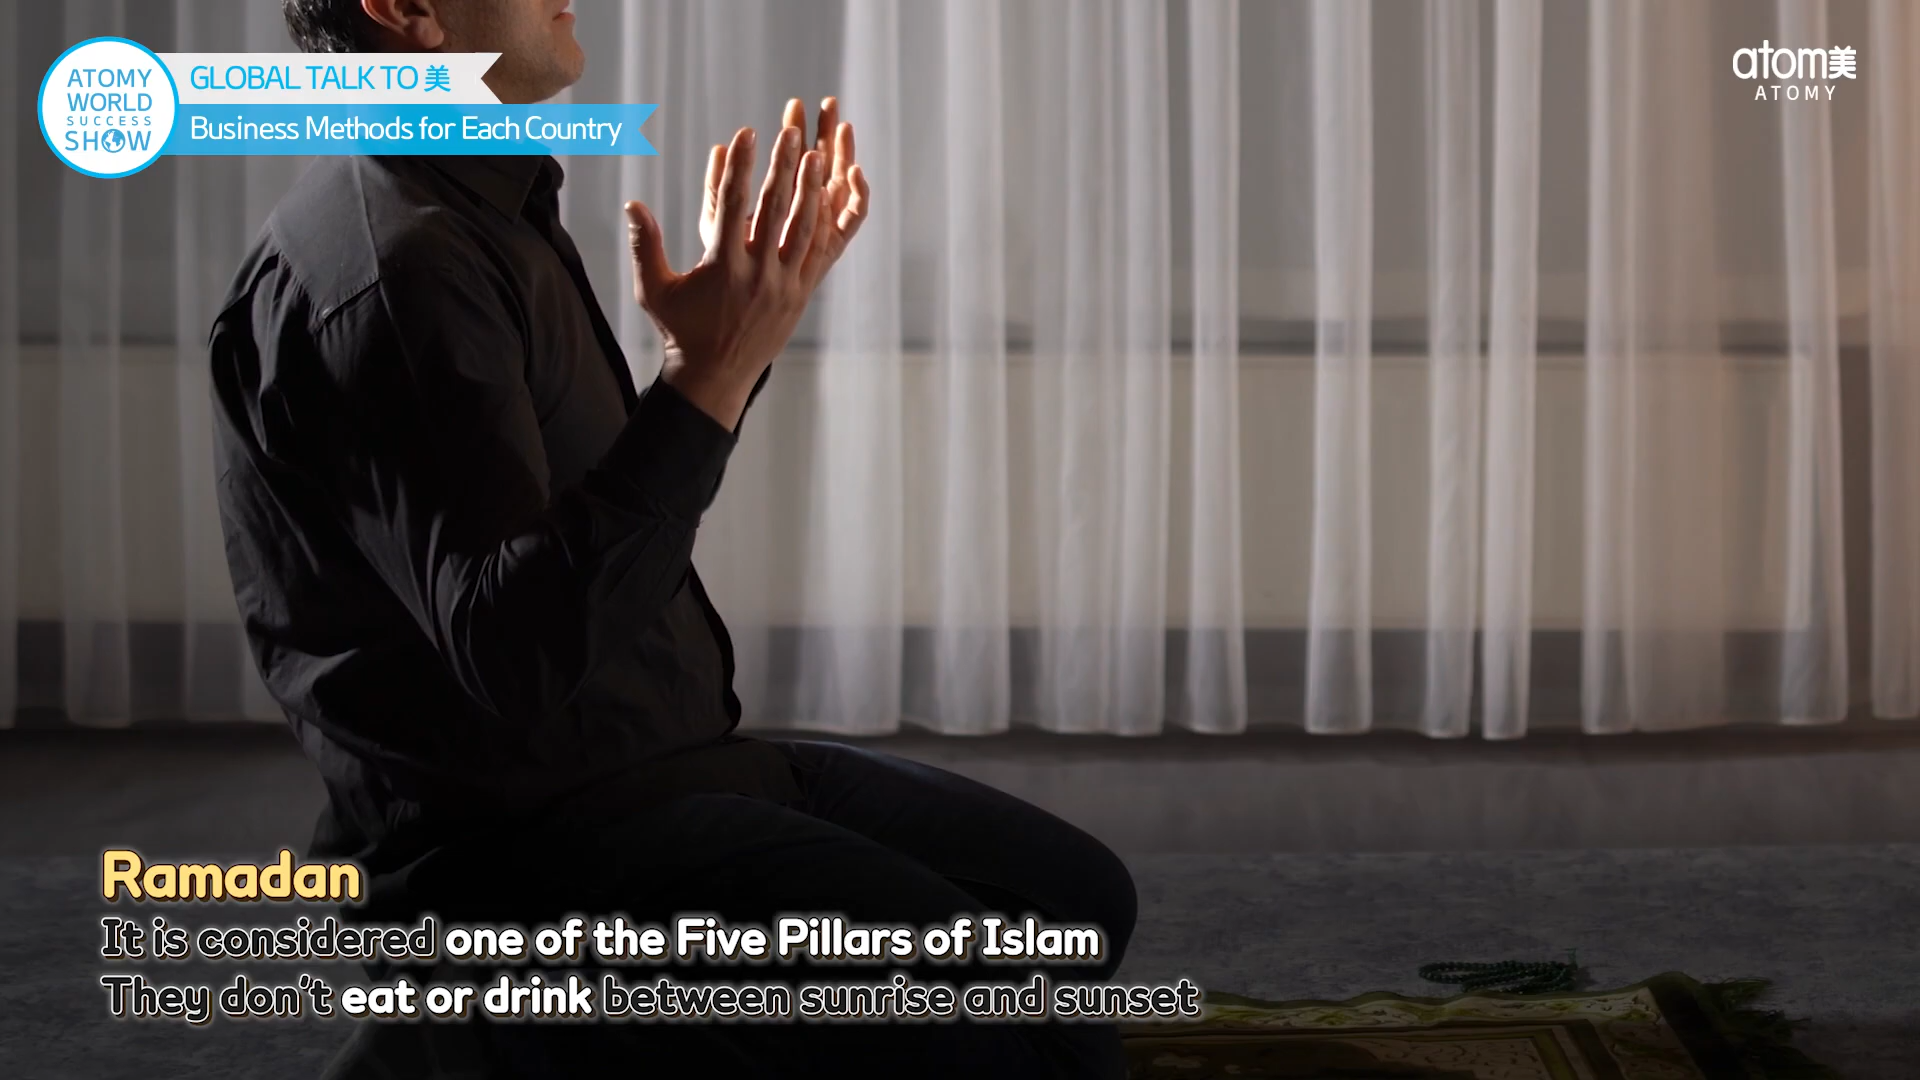 ATOMY
WORLD
SUCCESS
SHOW
GLOBAL TALK TO 美
Business Methods for Each Country
atom美
ATOMY
Ramadan
It is considered one of the Five Pillars of Islam
They don't eat or drink between sunrise and sunset